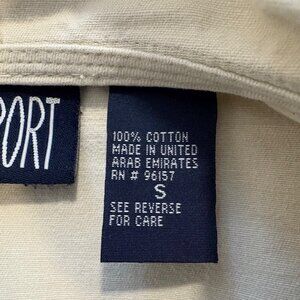 PORT
100% COTTON
MADE IN UNITED
ARAB EMIRATES
RN # 96157
S
SEE REVERSE
FOR CARE